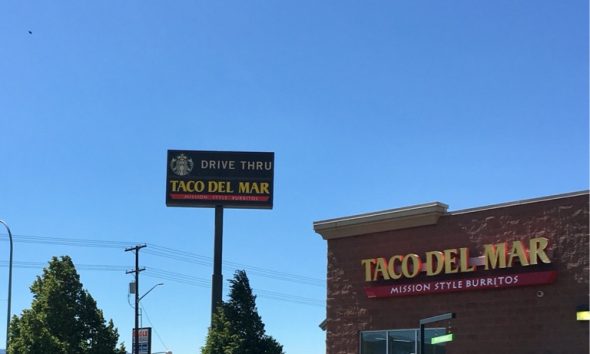 DRIVE THRU
TACO DEL MAR
MISSION STYLE BURRITOS
TACO DEL MAR
MISSION STYLE BURRITOS